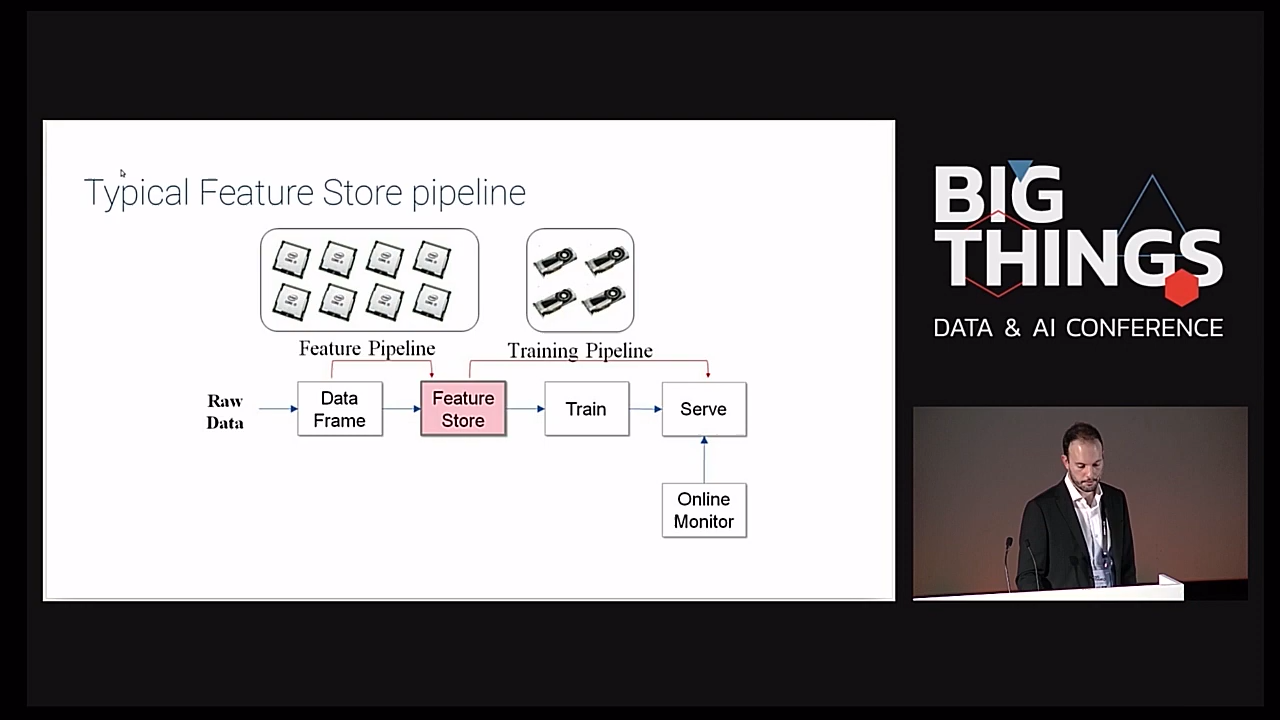 Typical Feature Store pipeline
Feature Pipeline
Training Pipeline
Raw
Data
Data
Frame
Feature
Store
Train
Serve
Online
Monitor
BIG
THINGS
DATA & AI CONFERENCE